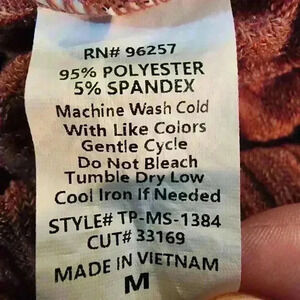 RN# 96257
95% POLYESTER
5% SPANDEX
Machine Wash Cold
With Like Colors
Gentle Cycle
Do Not Bleach
Tumble Dry Low
Cool Iron If Needed
STYLE# TP-MS-1384
CUT# 33169
MADE IN VIETNAM
M